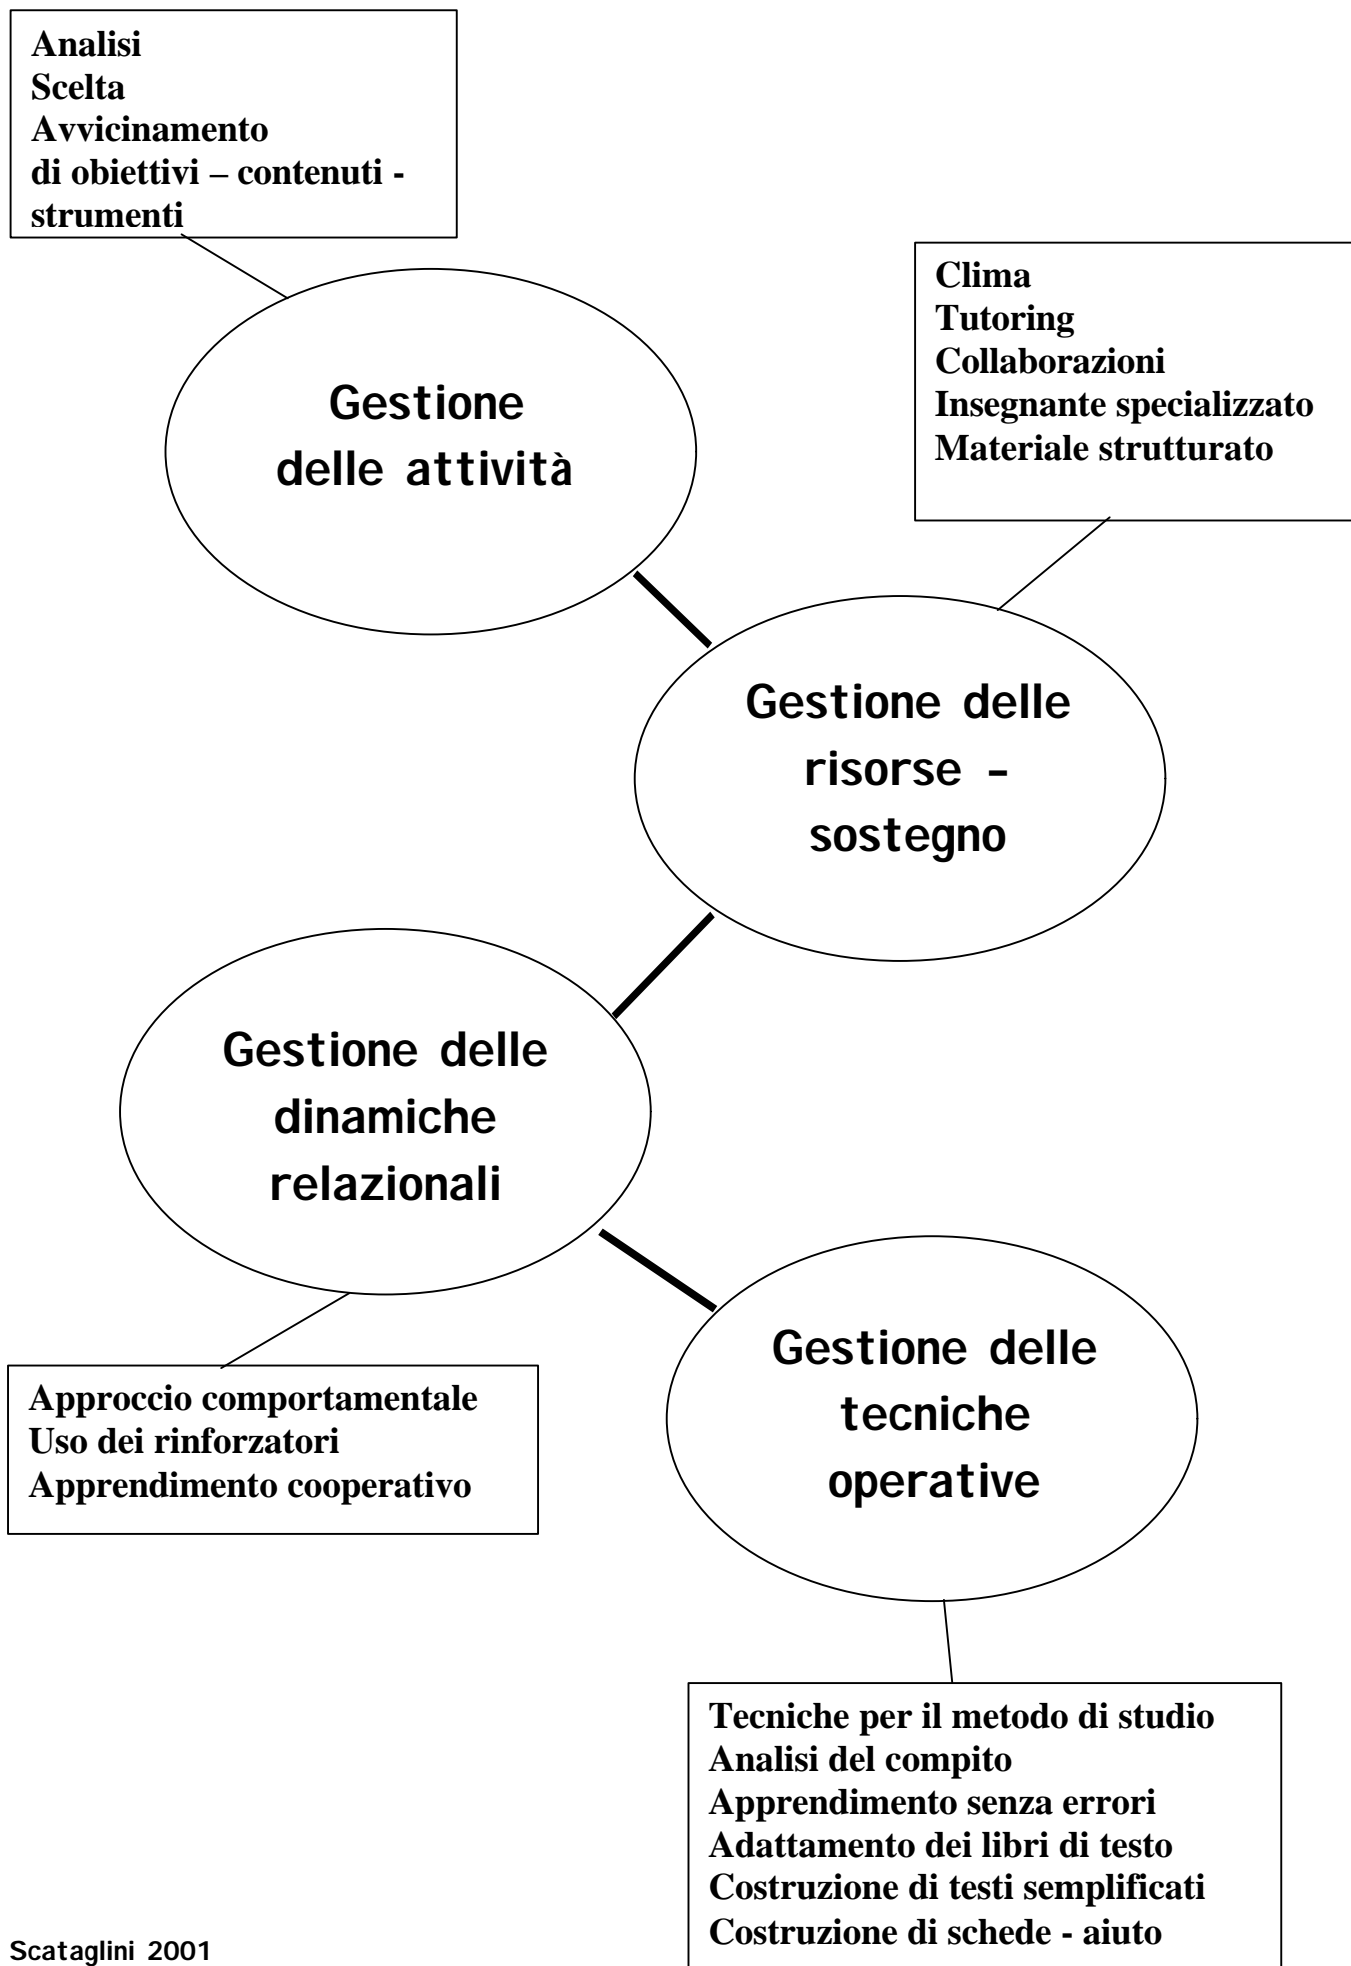 Analisi
Scelta
Avvicinamento
di obiettivi – contenuti -
strumenti
Gestione
delle attività
Clima
Tutoring
Collaborazioni
Insegnante specializzato
Materiale strutturato
Gestione delle
risorse –
sostegno
Gestione delle
dinamiche
relazionali
Approccio comportamentale
Uso dei rinforzatori
Apprendimento cooperativo
Gestione delle
tecniche
operative
Tecniche per il metodo di studio
Analisi del compito
Apprendimento senza errori
Adattamento dei libri di testo
Costruzione di testi semplificati
Costruzione di schede - aiuto
Scataglini 2001